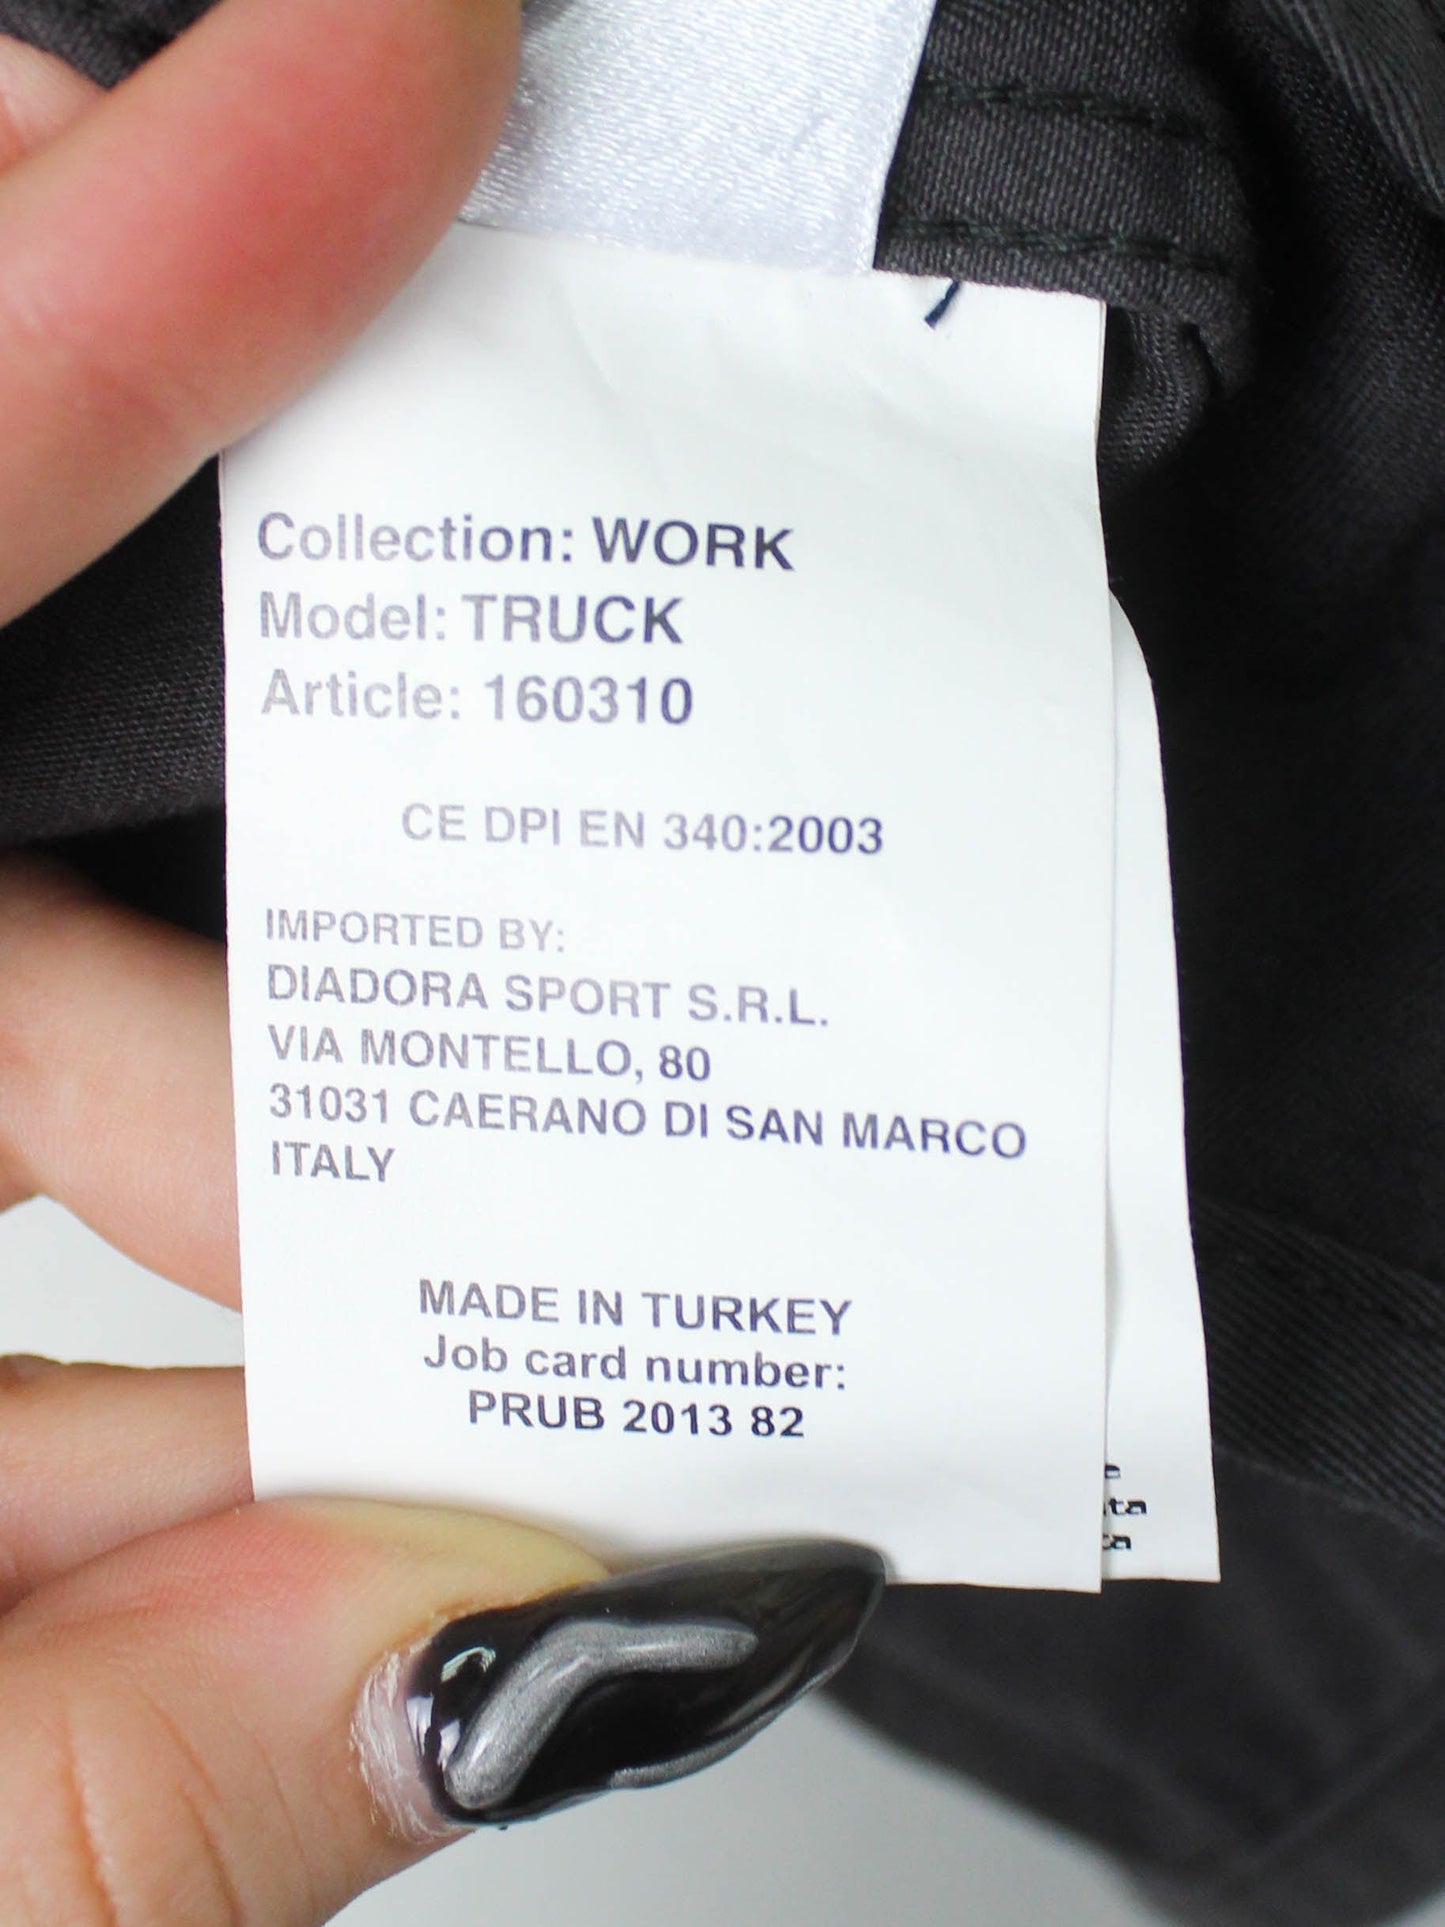 Collection: WORK
Model: TRUCK
Article: 160310
CE DPI EN 340:2003
IMPORTED BY:
DIADORA SPORT S.R.L.
VIA MONTELLO, 80
31031 CAERANO DI SAN MARCO
ITALY
MADE IN TURKEY
Job card number:
PRUB 2013 82